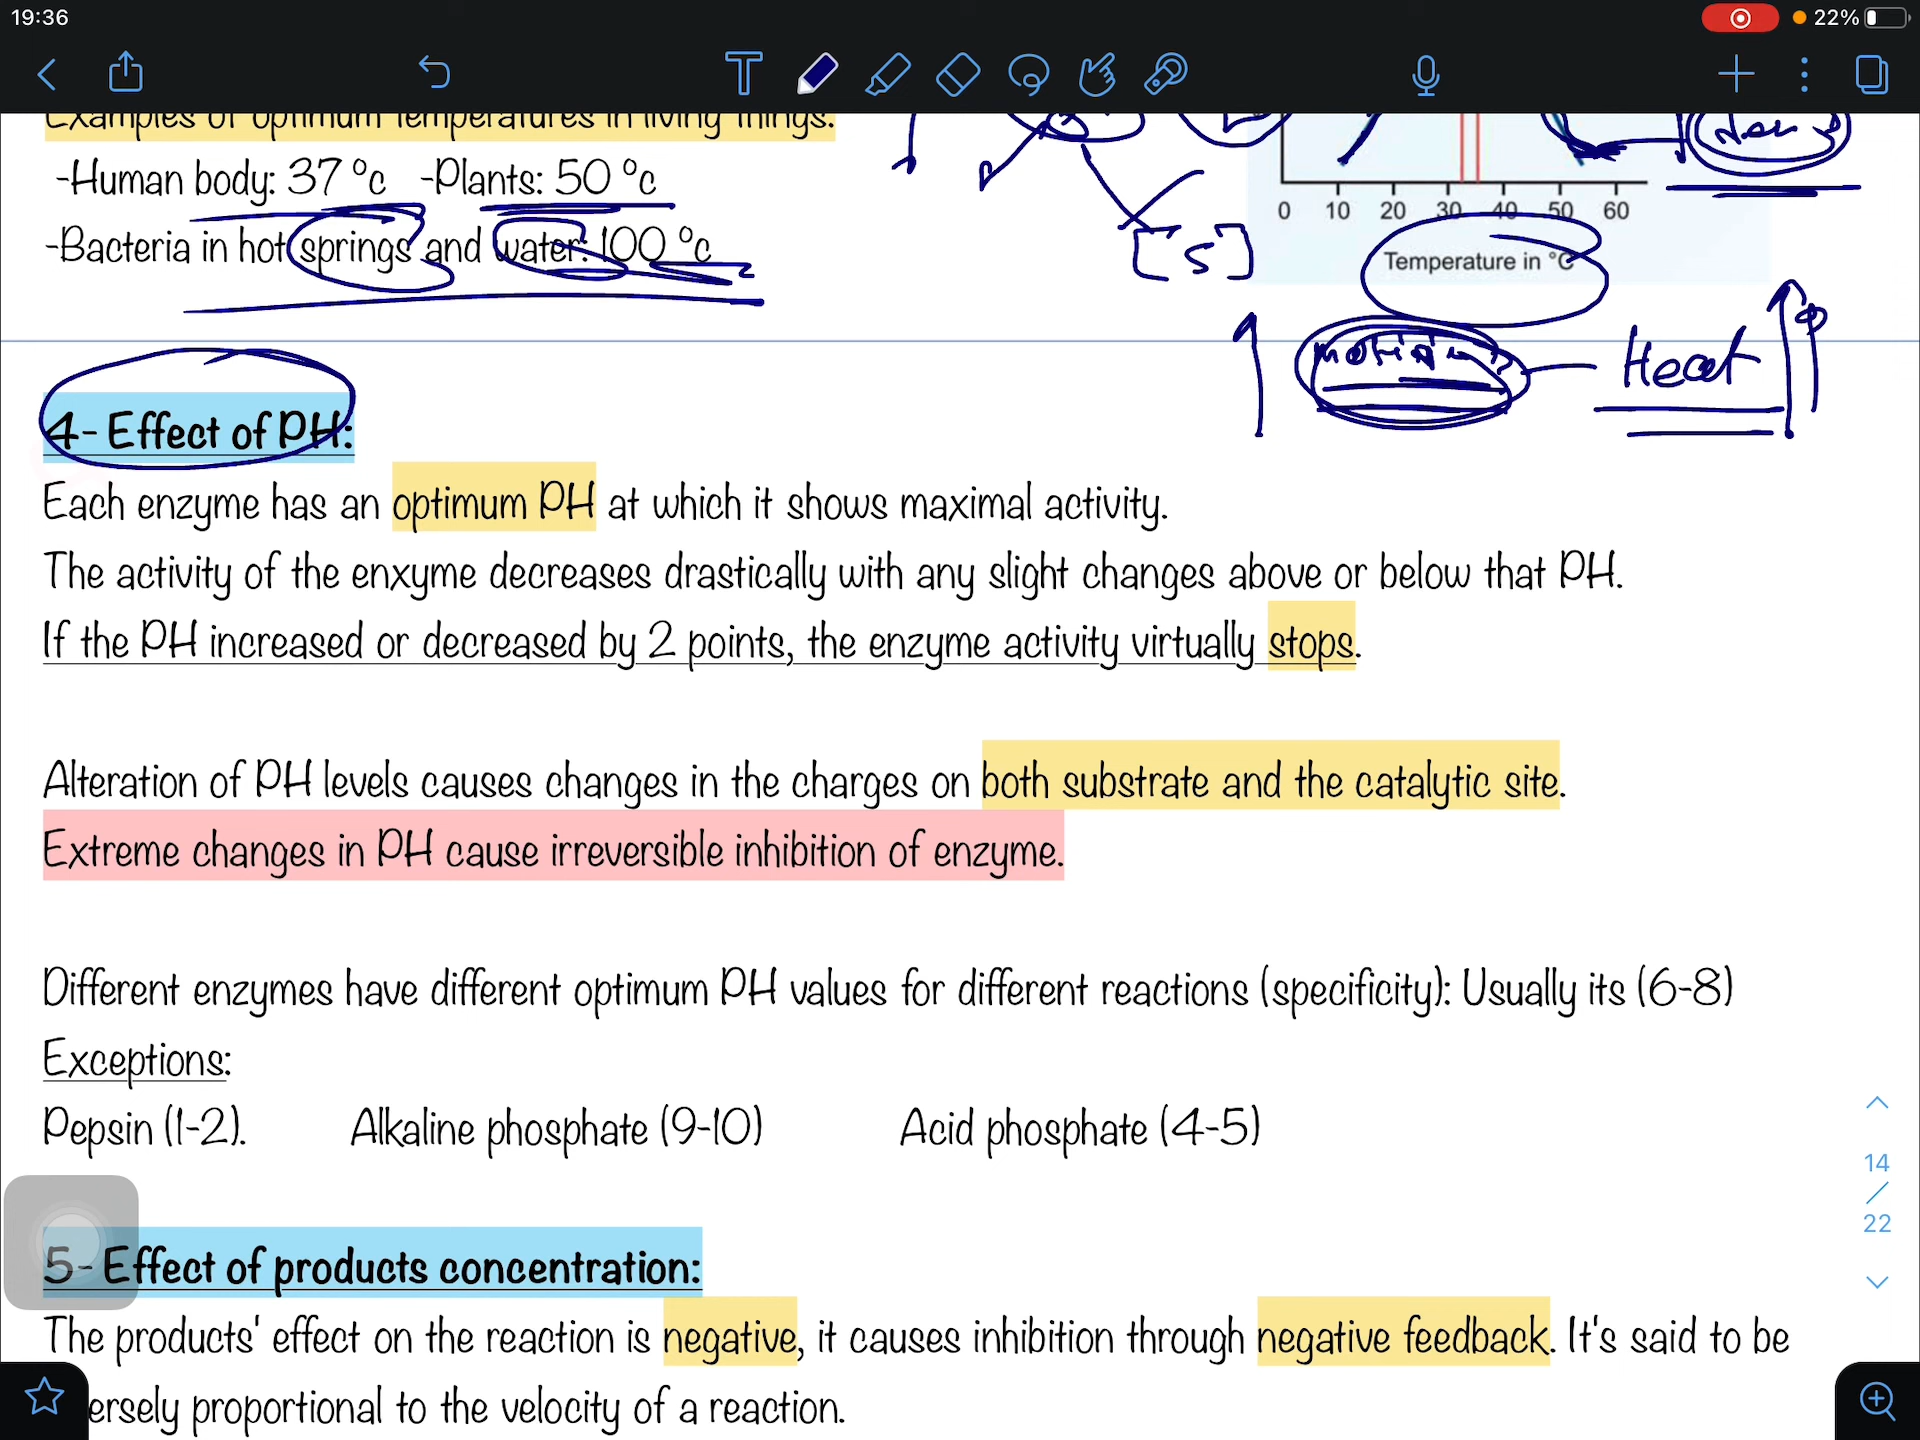 19:36
22%
Examples of optimum temperatures in living things:
-Human body: 37 °c -Plants: 50 °c
-Bacteria in hot springs and water: 100 °c
0 10 20 30 40 50 60
Temperature in °C
[S]
Heat
4- Effect of PH:
Each enzyme has an optimum PH at which it shows maximal activity.
The activity of the enxyme decreases drastically with any slight changes above or below that PH.
If the PH increased or decreased by 2 points, the enzyme activity virtually stops.
Alteration of PH levels causes changes in the charges on both substrate and the catalytic site.
Extreme changes in PH cause irreversible inhibition of enzyme.
Different enzymes have different optimum PH values for different reactions (specificity): Usually its (6-8)
Exceptions:
Pepsin (1-2). Alkaline phosphate (9-10) Acid phosphate (4-5)
14
/
22
5- Effect of products concentration:
The products' effect on the reaction is negative, it causes inhibition through negative feedback. It's said to be
ersely proportional to the velocity of a reaction.